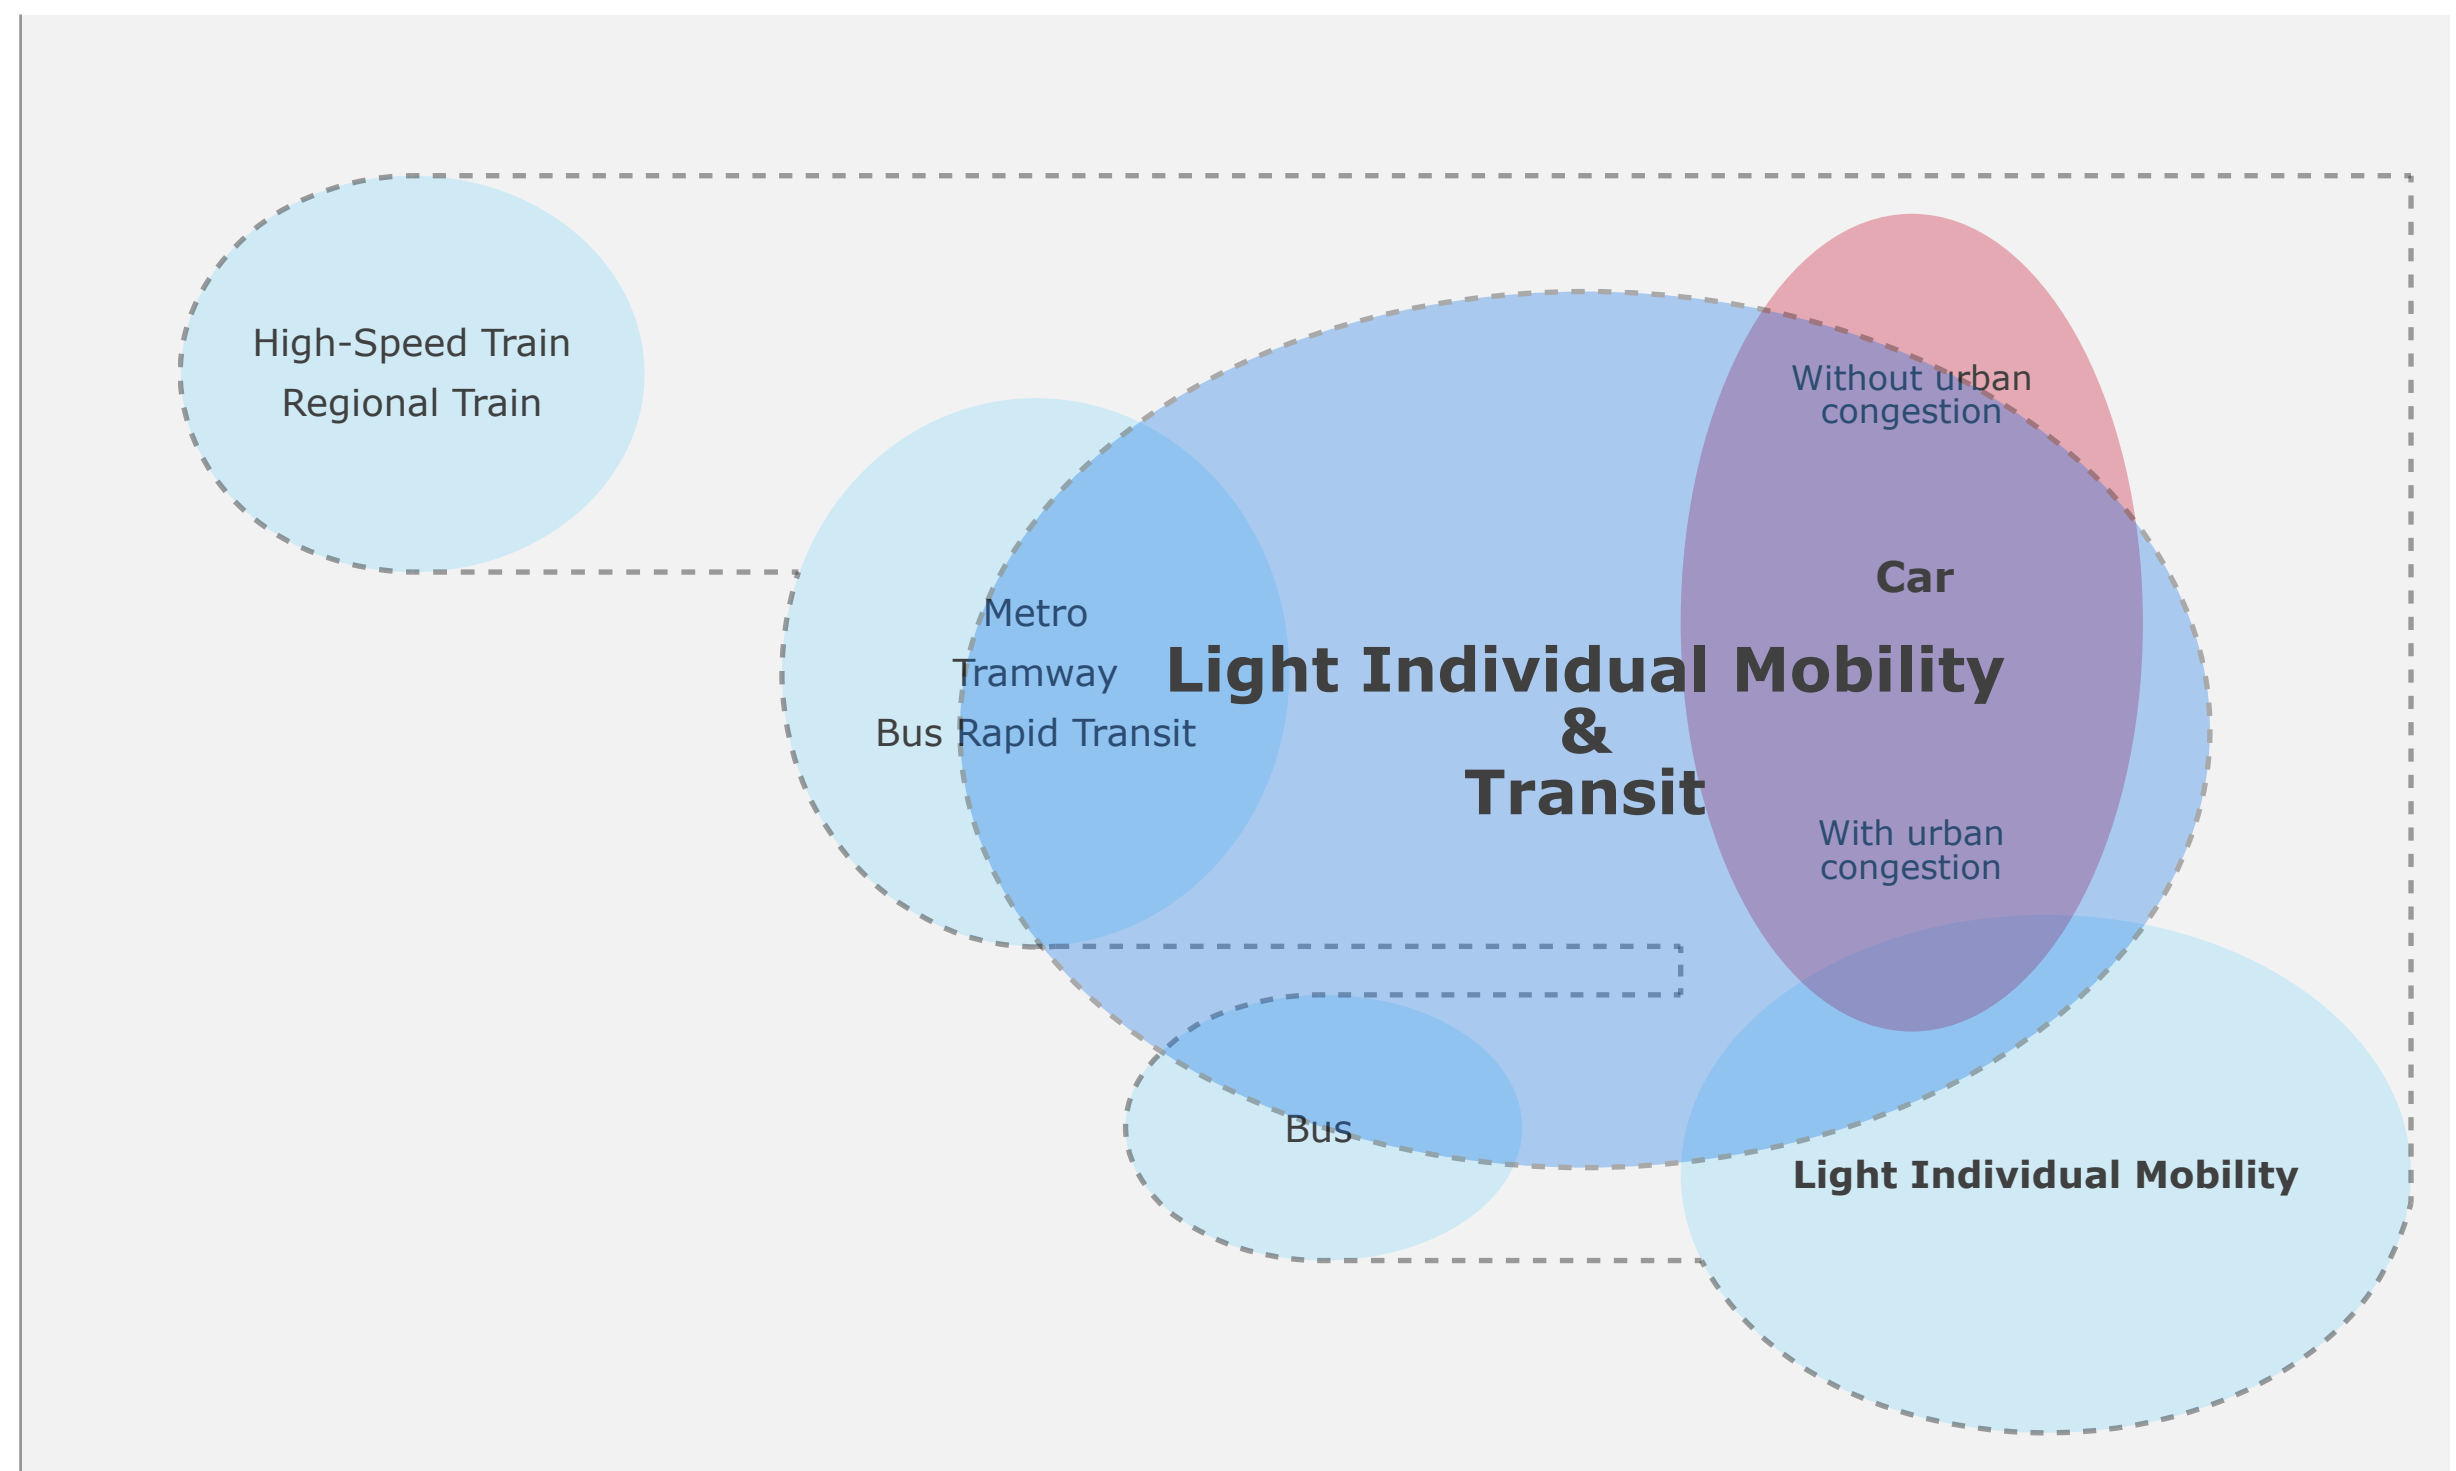 High-Speed Train
Regional Train
Without urban
congestion
Car
Metro
Tramway
Bus Rapid Transit
Light Individual Mobility
&
Transit
With urban
congestion
Bus
Light Individual Mobility